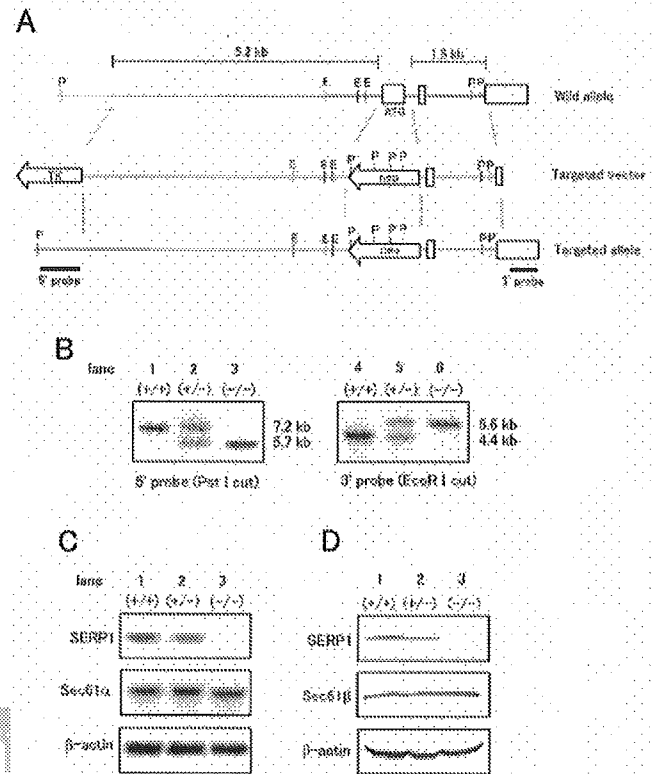 A
5.2 kb
1.5 kb
P
E
E E
ATG
P P
Wild allele
TK
E
E E
P
P
P P
neo
P P
Targeted vector
P
E
E E
P
P
P P
neo
P P
Targeted allele
5' probe
3' probe
B
lane 1 2 3 4 5 6
(+/+) (+/−) (−/−) (+/+) (+/−) (−/−)
7.2 kb 5.6 kb
5.7 kb 4.4 kb
5' probe (Pst I cut) 3' probe (EcoR I cut)
C
lane 1 2 3
(+/+) (+/−) (−/−)
SERP1
Sec61α
β-actin
D
lane 1 2 3
(+/+) (+/−) (−/−)
SERP1
Sec61β
β-actin